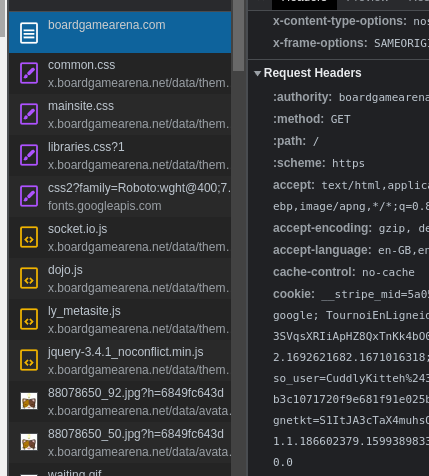 boardgamearena.com
common.css
x.boardgamearena.net/data/them…
mainsite.css
x.boardgamearena.net/data/them…
libraries.css?1
x.boardgamearena.net/data/them…
css2?family=Roboto:wght@400;7…
fonts.googleapis.com
socket.io.js
x.boardgamearena.net/data/them…
dojo.js
x.boardgamearena.net/data/them…
ly_metasite.js
x.boardgamearena.net/data/them…
jquery-3.4.1_noconflict.min.js
x.boardgamearena.net/data/them…
88078650_92.jpg?h=6849fc643d
x.boardgamearena.net/data/avata…
88078650_50.jpg?h=6849fc643d
x.boardgamearena.net/data/avata…
waiting.gif
Headers
x-content-type-options: nos
x-frame-options: SAMEORIG
Request Headers
:authority: boardgamearena
:method: GET
:path: /
:scheme: https
accept: text/html,applica
ebp,image/apng,*/*;q=0.8
accept-encoding: gzip, de
accept-language: en-GB,en
cache-control: no-cache
cookie: __stripe_mid=5a05
google; TournoiEnLigneid
3SVqsXRIiApHZ8QxTnKk4bO0
2.1692621682.1671016318;
so_user=CuddlyKitteh%243
b3c1071720f9e681f91e025b
gnetkt=S1ItJA3cTaX4muhsO
1.1.186602379.1599389833
0.0